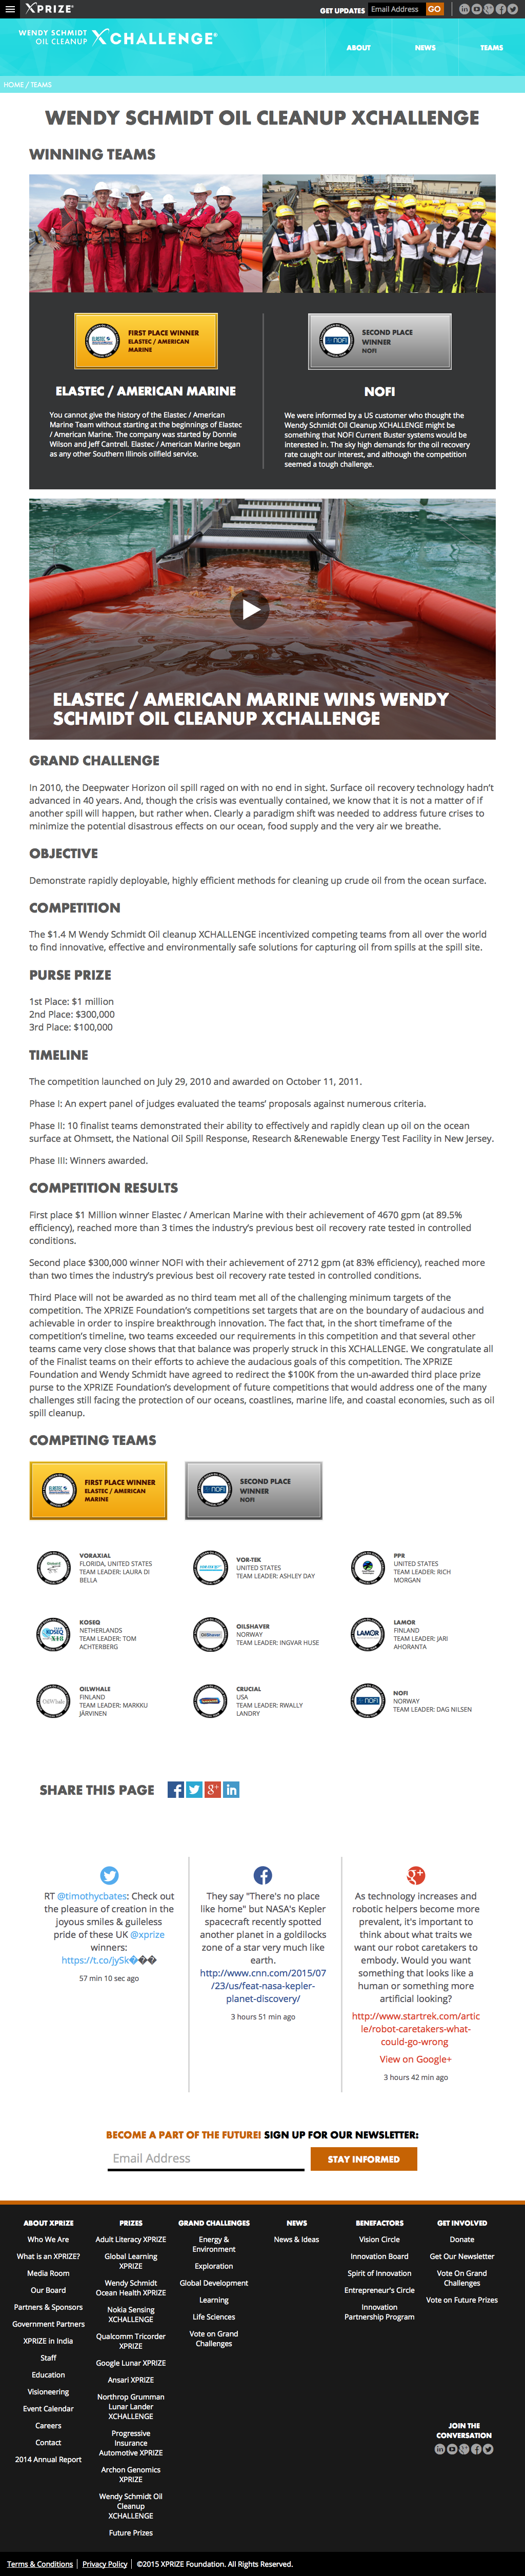 XPRIZE
GET UPDATES
Email Address
GO
WENDY SCHMIDT
OIL CLEANUP
XCHALLENGE
ABOUT
NEWS
TEAMS
HOME / TEAMS
WENDY SCHMIDT OIL CLEANUP XCHALLENGE
WINNING TEAMS
FIRST PLACE WINNER
ELASTEC / AMERICAN
MARINE
SECOND PLACE
WINNER
NOFI
ELASTEC / AMERICAN MARINE
You cannot give the history of the Elastec / American
Marine Team without starting at the beginnings of Elastec
/ American Marine. The company was started by Donnie
Wilson and Jeff Cantrell. Elastec / American Marine began
as any other Southern Illinois oilfield service.
NOFI
We were informed by a US customer who thought the
Wendy Schmidt Oil Cleanup XCHALLENGE might be
something that NOFI Current Buster systems would be
interested in. The sky high demands for the oil recovery
rate caught our interest, and although the competition
seemed a tough challenge.
ELASTEC / AMERICAN MARINE WINS WENDY
SCHMIDT OIL CLEANUP XCHALLENGE
GRAND CHALLENGE
In 2010, the Deepwater Horizon oil spill raged on with no end in sight. Surface oil recovery technology hadn't
advanced in 40 years. And, though the crisis was eventually contained, we know that it is not a matter of if
another spill will happen, but rather when. Clearly a paradigm shift was needed to address future crises to
minimize the potential disastrous effects on our ocean, food supply and the very air we breathe.
OBJECTIVE
Demonstrate rapidly deployable, highly efficient methods for cleaning up crude oil from the ocean surface.
COMPETITION
The $1.4 M Wendy Schmidt Oil cleanup XCHALLENGE incentivized competing teams from all over the world
to find innovative, effective and environmentally safe solutions for capturing oil from spills at the spill site.
PURSE PRIZE
1st Place: $1 million
2nd Place: $300,000
3rd Place: $100,000
TIMELINE
The competition launched on July 29, 2010 and awarded on October 11, 2011.
Phase I: An expert panel of judges evaluated the teams' proposals against numerous criteria.
Phase II: 10 finalist teams demonstrated their ability to effectively and rapidly clean up oil on the ocean
surface at Ohmsett, the National Oil Spill Response, Research &Renewable Energy Test Facility in New Jersey.
Phase III: Winners awarded.
COMPETITION RESULTS
First place $1 Million winner Elastec / American Marine with their achievement of 4670 gpm (at 89.5%
efficiency), reached more than 3 times the industry's previous best oil recovery rate tested in controlled
conditions.
Second place $300,000 winner NOFI with their achievement of 2712 gpm (at 83% efficiency), reached more
than two times the industry's previous best oil recovery rate tested in controlled conditions.
Third Place will not be awarded as no third team met all of the challenging minimum targets of the
competition. The XPRIZE Foundation's competitions set targets that are on the boundary of audacious and
achievable in order to inspire breakthrough innovation. The fact that, in the short timeframe of the
competition's timeline, two teams exceeded our requirements in this competition and that several other
teams came very close shows that that balance was properly struck in this XCHALLENGE. We congratulate all
of the Finalist teams on their efforts to achieve the audacious goals of this competition. The XPRIZE
Foundation and Wendy Schmidt have agreed to redirect the $100K from the un-awarded third place prize
purse to the XPRIZE Foundation's development of future competitions that would address one of the many
challenges still facing the protection of our oceans, coastlines, marine life, and coastal economies, such as oil
spill cleanup.
COMPETING TEAMS
FIRST PLACE WINNER
ELASTEC / AMERICAN
MARINE
SECOND PLACE
WINNER
NOFI
VORAXIAL
FLORIDA, UNITED STATES
TEAM LEADER: LAURA DI
BELLA
VOR-TEK
UNITED STATES
TEAM LEADER: ASHLEY DAY
PPR
UNITED STATES
TEAM LEADER: RICH
MORGAN
KOSEQ
NETHERLANDS
TEAM LEADER: TOM
ACHTERBERG
OILSHAVER
NORWAY
TEAM LEADER: INGVAR HUSE
LAMOR
FINLAND
TEAM LEADER: JARI
AHORANTA
OILWHALE
FINLAND
TEAM LEADER: MARKKU
JÄRVINEN
CRUCIAL
USA
TEAM LEADER: RWALLY
LANDRY
NOFI
NORWAY
TEAM LEADER: DAG NILSEN
SHARE THIS PAGE
RT @timothycbates: Check out
the pleasure of creation in the
joyous smiles & guileless
pride of these UK @xprize
winners:
https://t.co/jySk���
57 min 10 sec ago
They say "There's no place
like home" but NASA's Kepler
spacecraft recently spotted
another planet in a goldilocks
zone of a star very much like
earth.
http://www.cnn.com/2015/07
/23/us/feat-nasa-kepler-
planet-discovery/
3 hours 51 min ago
As technology increases and
robotic helpers become more
prevalent, it's important to
think about what traits we
want our robot caretakers to
embody. Would you want
something that looks like a
human or something more
artificial looking?
http://www.startrek.com/artic
le/robot-caretakers-what-
could-go-wrong
View on Google+
3 hours 42 min ago
BECOME A PART OF THE FUTURE! SIGN UP FOR OUR NEWSLETTER:
Email Address
STAY INFORMED
ABOUT XPRIZE
Who We Are
What is an XPRIZE?
Media Room
Our Board
Partners & Sponsors
Government Partners
XPRIZE in India
Staff
Education
Visioneering
Event Calendar
Careers
Contact
2014 Annual Report
PRIZES
Adult Literacy XPRIZE
Global Learning
XPRIZE
Wendy Schmidt
Ocean Health XPRIZE
Nokia Sensing
XCHALLENGE
Qualcomm Tricorder
XPRIZE
Google Lunar XPRIZE
Ansari XPRIZE
Northrop Grumman
Lunar Lander
XCHALLENGE
Progressive
Insurance
Automotive XPRIZE
Archon Genomics
XPRIZE
Wendy Schmidt Oil
Cleanup
XCHALLENGE
Future Prizes
GRAND CHALLENGES
Energy &
Environment
Exploration
Global Development
Learning
Life Sciences
Vote on Grand
Challenges
NEWS
News & Ideas
BENEFACTORS
Vision Circle
Innovation Board
Spirit of Innovation
Entrepreneur's Circle
Innovation
Partnership Program
GET INVOLVED
Donate
Get Our Newsletter
Vote On Grand
Challenges
Vote on Future Prizes
JOIN THE
CONVERSATION
Terms & Conditions
Privacy Policy
©2015 XPRIZE Foundation. All Rights Reserved.